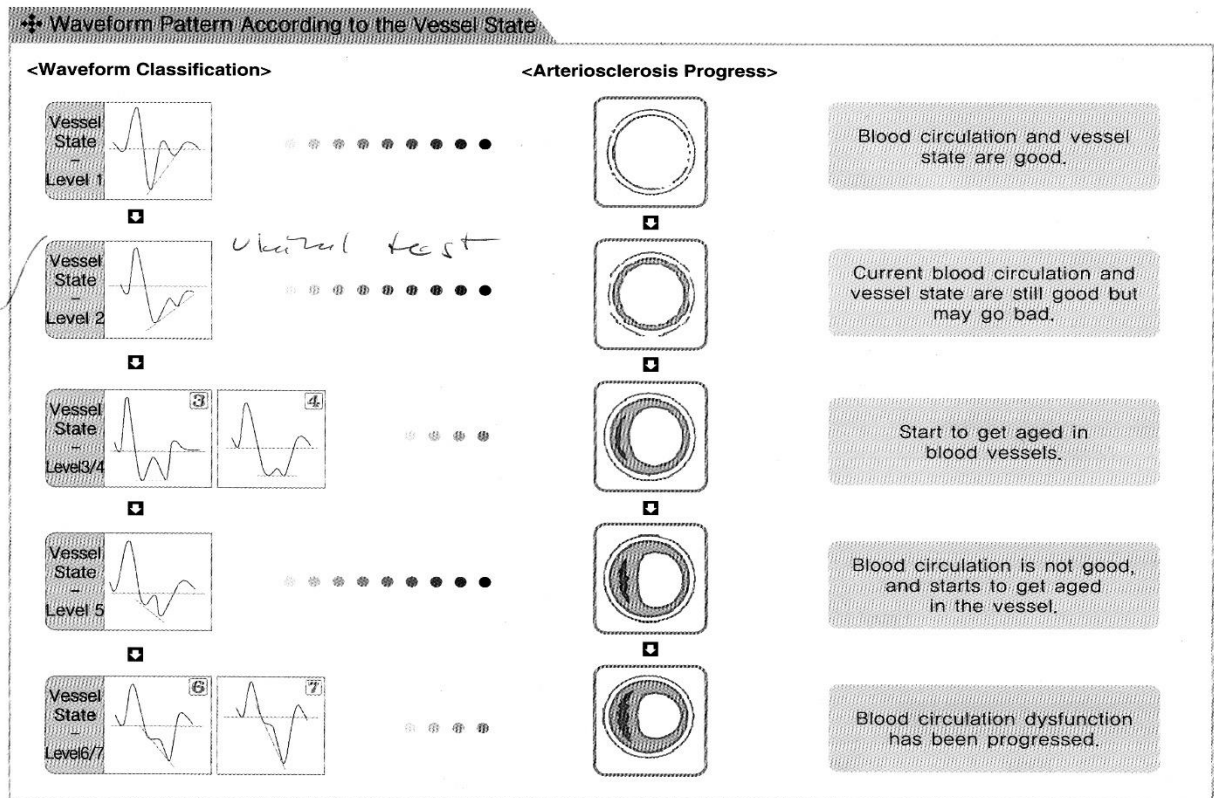 Waveform Pattern According to the Vessel State
<Waveform Classification>
<Arteriosclerosis Progress>
Vessel
State
–
Level 1
Blood circulation and vessel
state are good.
Vessel
State
–
Level 2
test
Current blood circulation and
vessel state are still good but
may go bad.
Vessel
State
–
Level3/4
3
4
Start to get aged in
blood vessels.
Vessel
State
–
Level 5
Blood circulation is not good,
and starts to get aged
in the vessel.
Vessel
State
–
Level6/7
6
7
Blood circulation dysfunction
has been progressed.